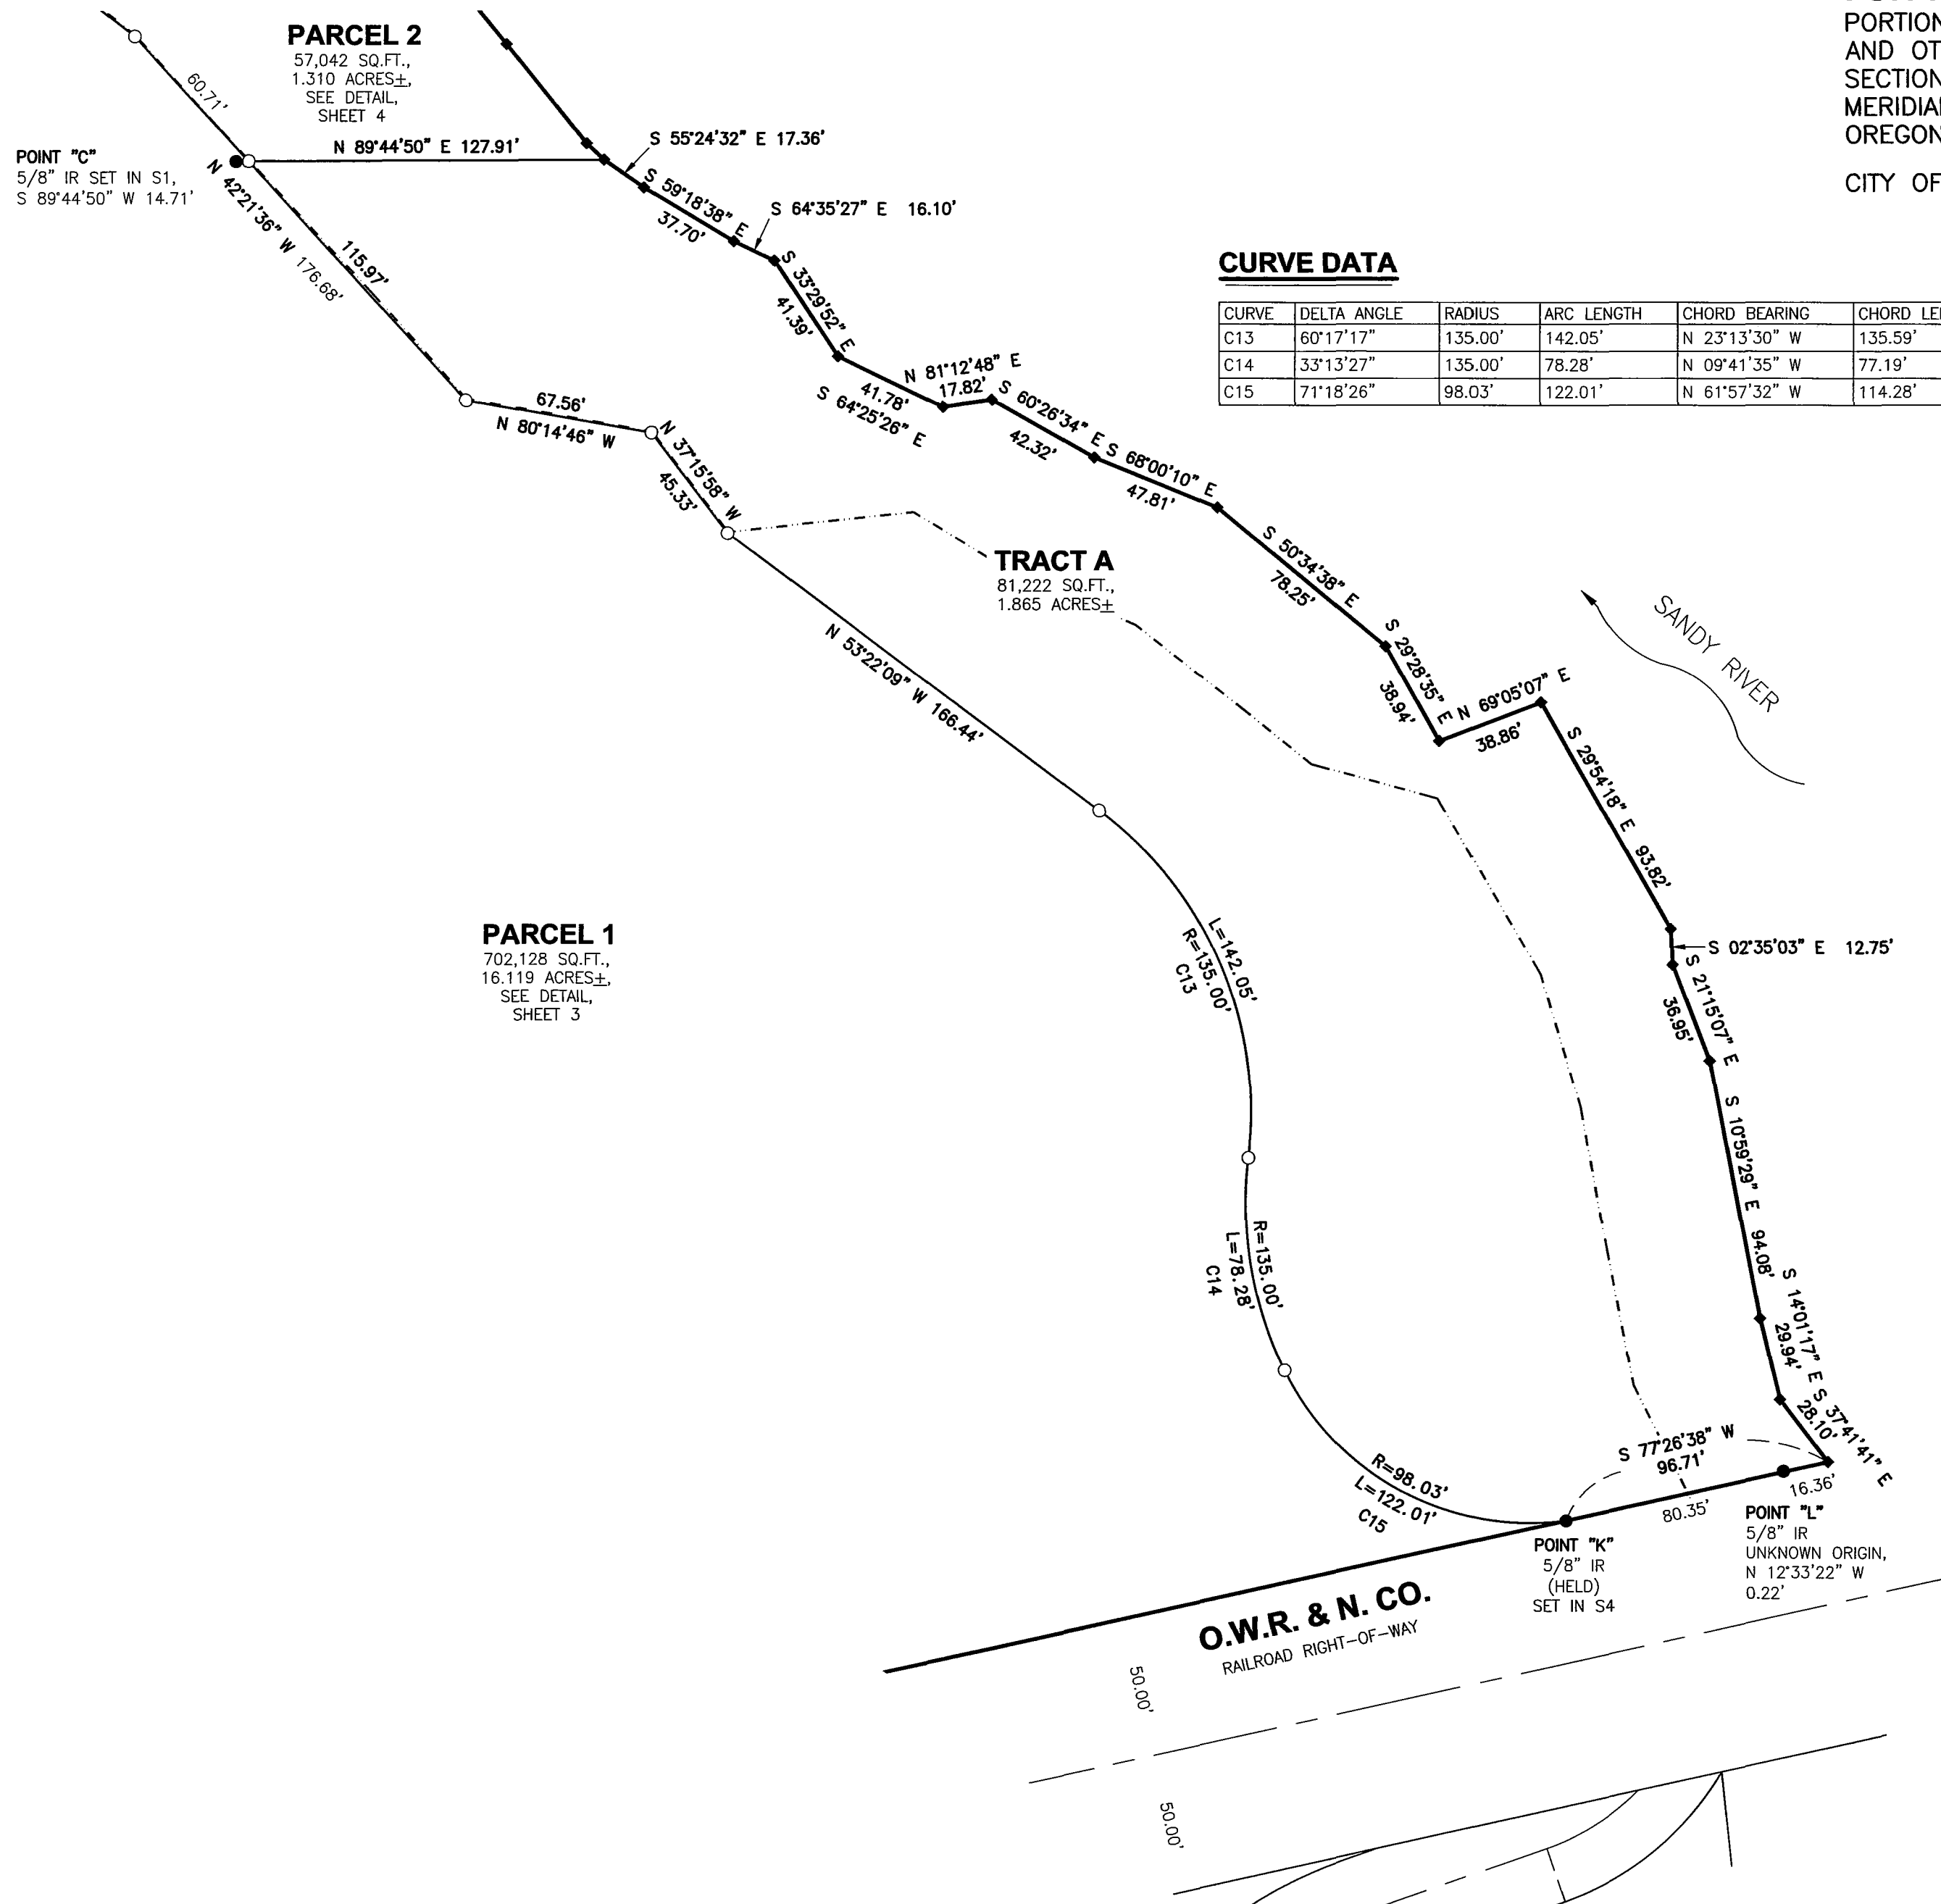 PORTION
AND OT
SECTION
MERIDIA
OREGON
CITY OF
PARCEL 2
57,042 SQ.FT.,
1.310 ACRES±,
SEE DETAIL,
SHEET 4
60.71'
N 89°44'50" E 127.91'
S 55°24'32" E 17.36'
POINT "C"
5/8" IR SET IN S1,
S 89°44'50" W 14.71'
N 42°21'36" W 176.68'
115.97'
S 59°18'38" E
37.70'
S 64°35'27" E 16.10'
S 33°29'52" E
41.39'
N 81°12'48" E
17.82'
41.78'
S 64°25'26" E
S 60°26'34" E
42.32'
S 68°00'10" E
47.81'
CURVE DATA
CURVE DELTA ANGLE RADIUS ARC LENGTH CHORD BEARING CHORD LE
C13 60°17'17" 135.00' 142.05' N 23°13'30" W 135.59'
C14 33°13'27" 135.00' 78.28' N 09°41'35" W 77.19'
C15 71°18'26" 98.03' 122.01' N 61°57'32" W 114.28'
67.56'
N 80°14'46" W
N 37°15'58" W
45.33'
TRACT A
81,222 SQ.FT.,
1.865 ACRES±
S 50°34'38" E
78.25'
S 29°28'35" E
38.94'
N 69°05'07" E
38.86'
SANDY RIVER
N 53°22'09" W 166.44'
S 29°54'18" E 93.82'
S 02°35'03" E 12.75'
S 21°15'07" E
36.95'
PARCEL 1
702,128 SQ.FT.,
16.119 ACRES±,
SEE DETAIL,
SHEET 3
L=142.05'
R=135.00'
C13
S 10°59'29" E 94.08'
R=135.00'
L=78.28'
C14
S 14°01'17" E
29.94'
S 37°41'41" E
28.10'
S 77°26'38" W
96.71'
R=98.03'
L=122.01'
C15
16.36'
80.35'
POINT "L"
5/8" IR
UNKNOWN ORIGIN,
N 12°33'22" W
0.22'
POINT "K"
5/8" IR
(HELD)
SET IN S4
O.W.R. & N. CO.
RAILROAD RIGHT-OF-WAY
50.00'
50.00'